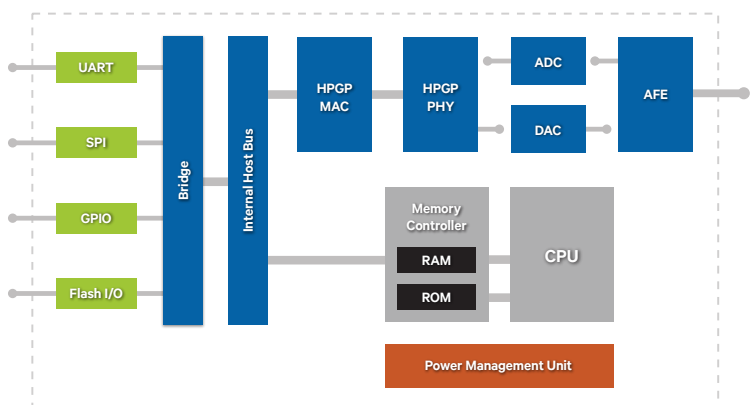 UART
SPI
GPIO
Flash I/O
Bridge
Internal Host Bus
HPGP
MAC
HPGP
PHY
ADC
DAC
AFE
Memory
Controller
RAM
ROM
CPU
Power Management Unit